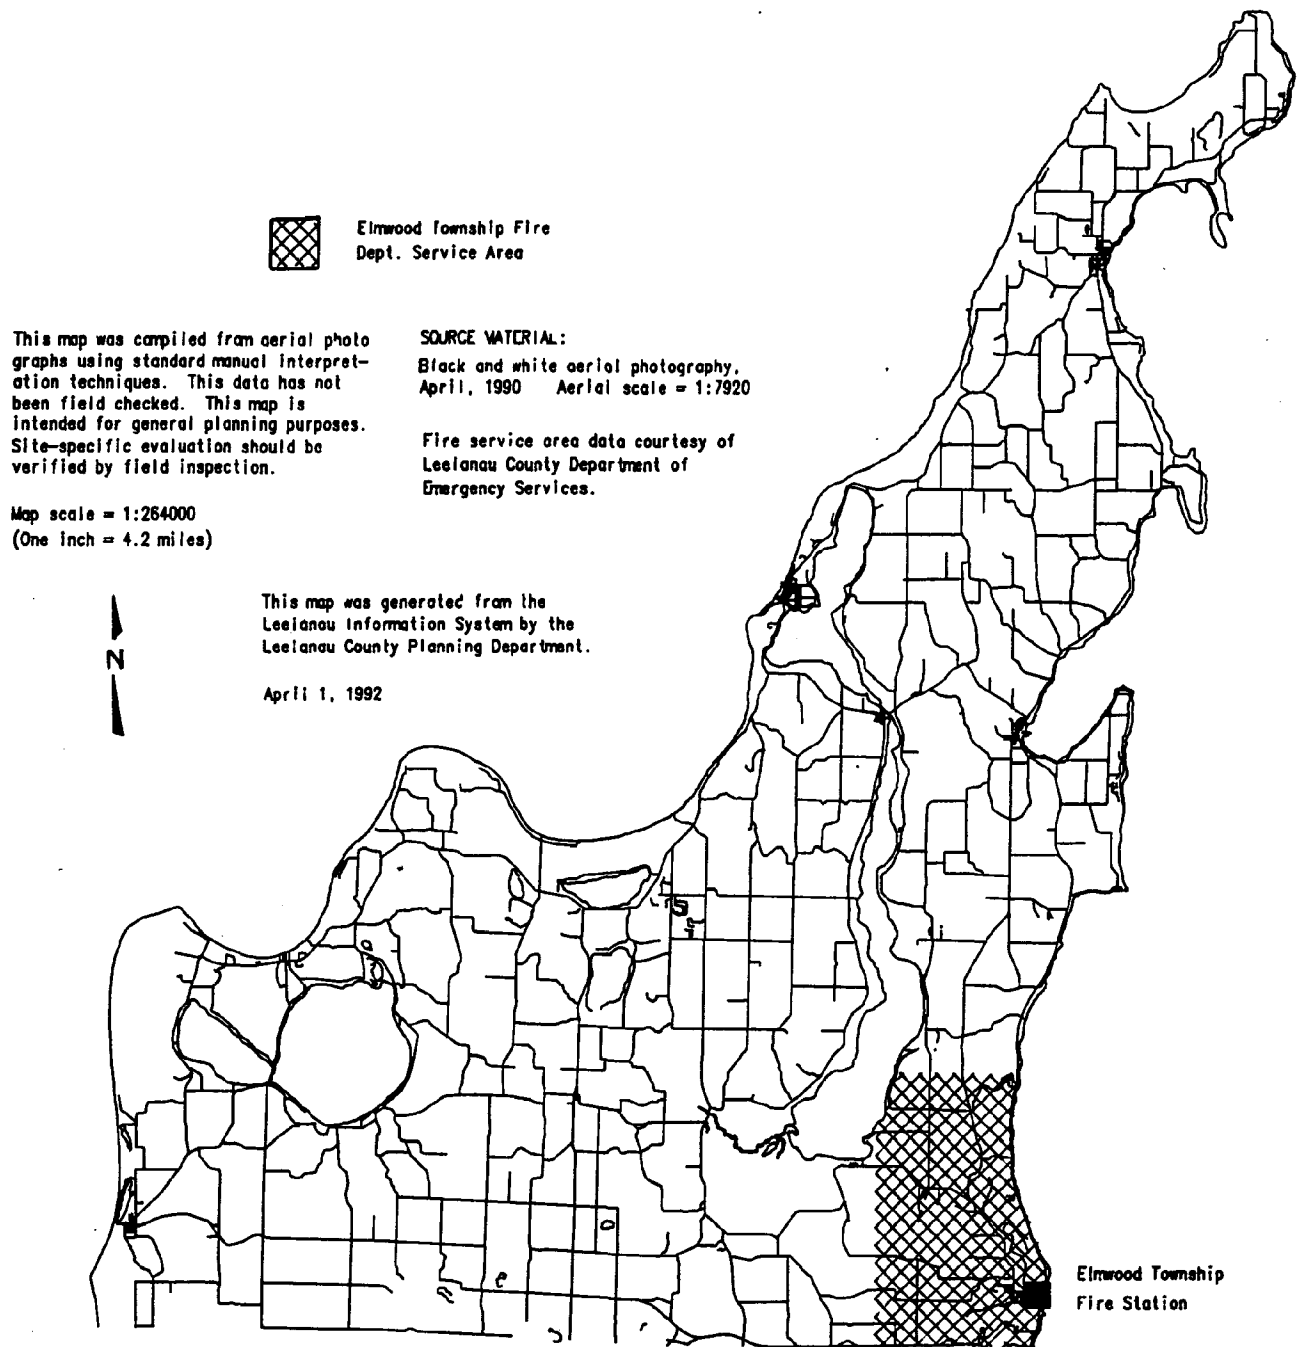 Elmwood Township Fire
Dept. Service Area
This map was compiled from aerial photo
graphs using standard manual interpret-
ation techniques. This data has not
been field checked. This map is
intended for general planning purposes.
Site-specific evaluation should be
verified by field inspection.
Map scale = 1:264000
(One inch = 4.2 miles)
SOURCE MATERIAL:
Black and white aerial photography,
April, 1990 Aerial scale = 1:7920
Fire service area data courtesy of
Leelanau County Department of
Emergency Services.
N
This map was generated from the
Leelanau Information System by the
Leelanau County Planning Department.
April 1, 1992
Elmwood Township
Fire Station